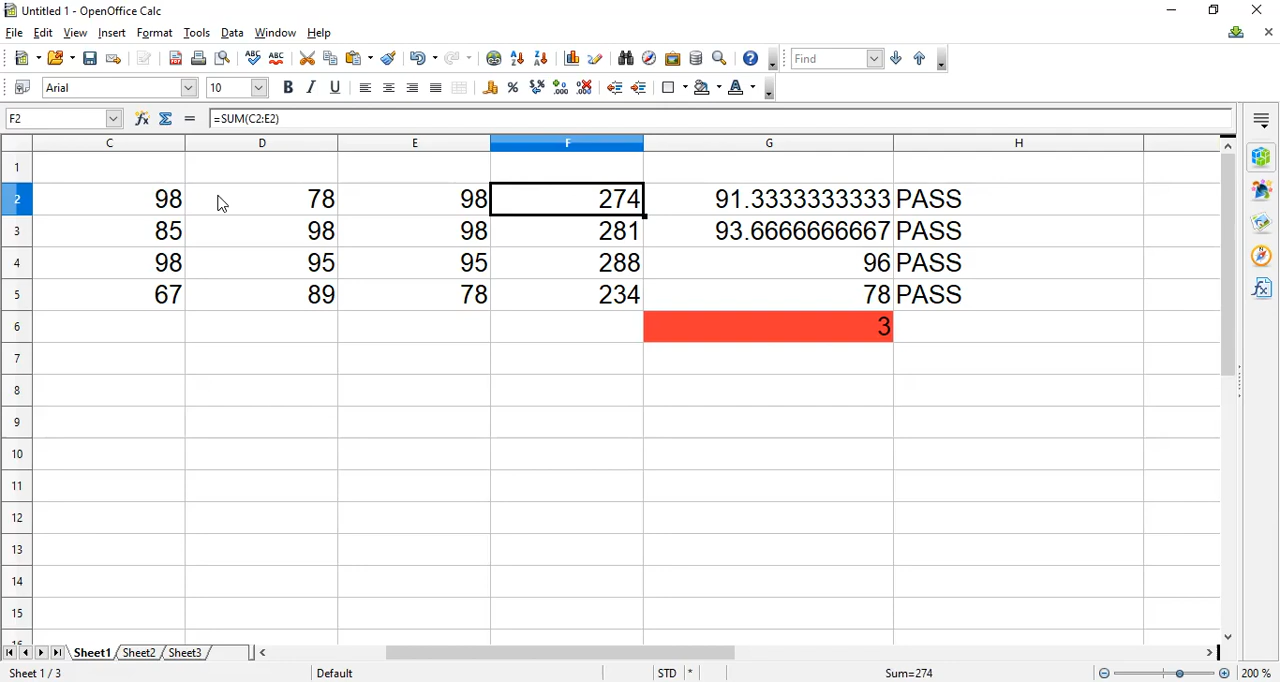 Untitled 1 - OpenOffice Calc
File Edit View Insert Format Tools Data Window Help
Find
Arial 10
F2 =SUM(C2:E2)
C D E F G H
1
2 98 78 98 274 91.3333333333 PASS
3 85 98 98 281 93.6666666667 PASS
4 98 95 95 288 96 PASS
5 67 89 78 234 78 PASS
6 3
7
8
9
10
11
12
13
14
15
16
Sheet1 Sheet2 Sheet3
Sheet 1 / 3 Default STD * Sum=274 200 %